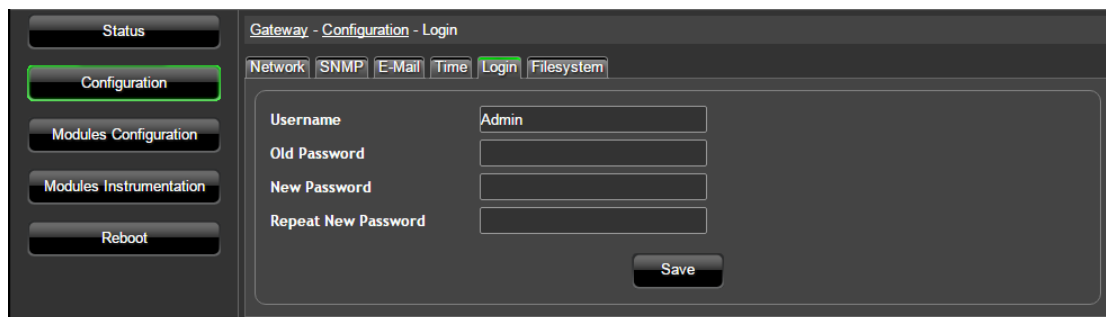 Status
Configuration
Modules Configuration
Modules Instrumentation
Reboot
Gateway - Configuration - Login
Network SNMP E-Mail Time Login Filesystem
Username Admin
Old Password
New Password
Repeat New Password
Save